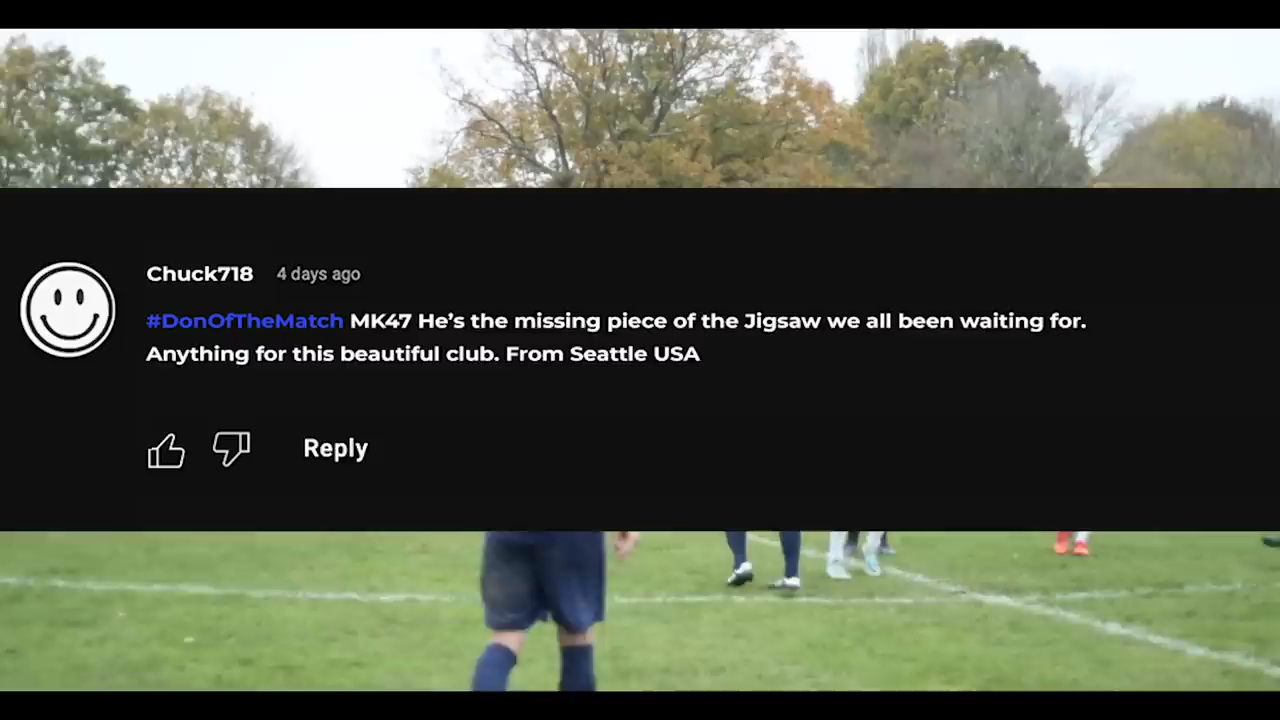 Chuck718 4 days ago
#DonOfTheMatch MK47 He’s the missing piece of the Jigsaw we all been waiting for.
Anything for this beautiful club. From Seattle USA
Reply